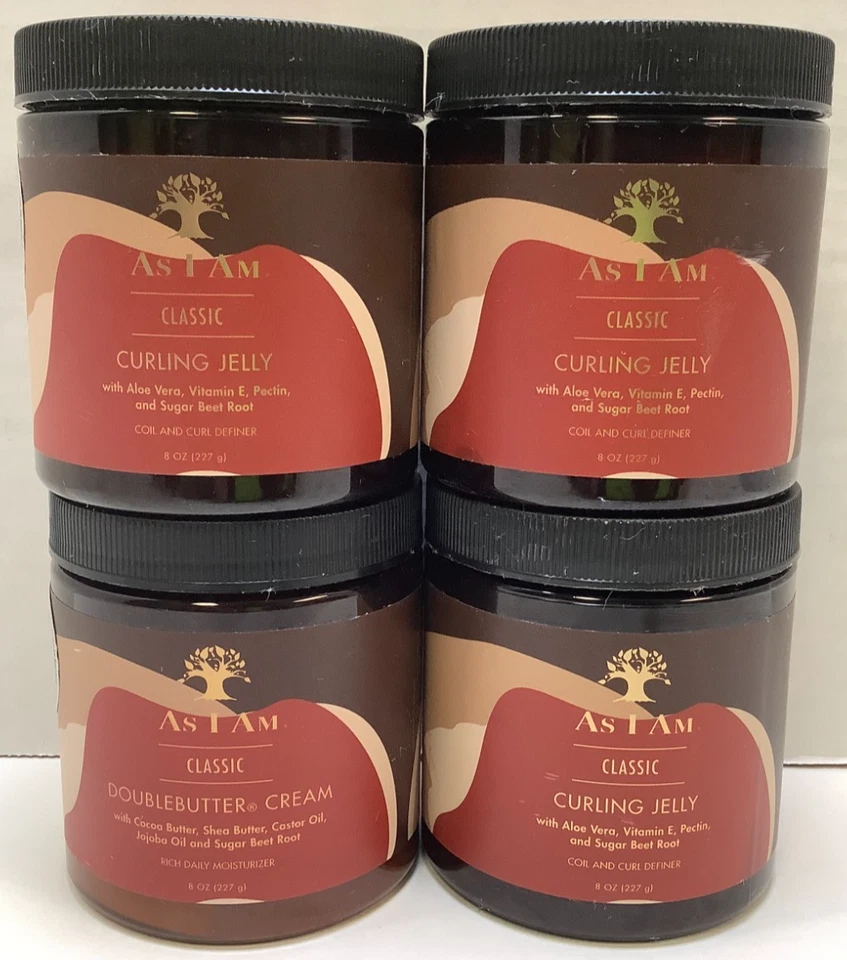 AS I AM
CLASSIC
CURLING JELLY
with Aloe Vera, Vitamin E, Pectin,
and Sugar Beet Root
COIL AND CURL DEFINER
8 OZ (227 g)
AS I AM
CLASSIC
CURLING JELLY
with Aloe Vera, Vitamin E, Pectin,
and Sugar Beet Root
COIL AND CURL DEFINER
8 OZ (227 g)
AS I AM
CLASSIC
DOUBLEBUTTER® CREAM
with Cocoa Butter, Shea Butter, Castor Oil,
Jojoba Oil and Sugar Beet Root
RICH DAILY MOISTURIZER
8 OZ (227 g)
AS I AM
CLASSIC
CURLING JELLY
with Aloe Vera, Vitamin E, Pectin,
and Sugar Beet Root
COIL AND CURL DEFINER
8 OZ (227 g)